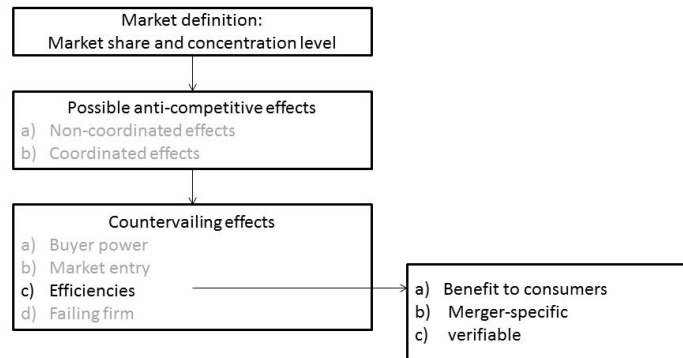 Market definition:
Market share and concentration level
Possible anti-competitive effects
a) Non-coordinated effects
b) Coordinated effects
Countervailing effects
a) Buyer power
b) Market entry
c) Efficiencies
d) Failing firm
a) Benefit to consumers
b) Merger-specific
c) verifiable